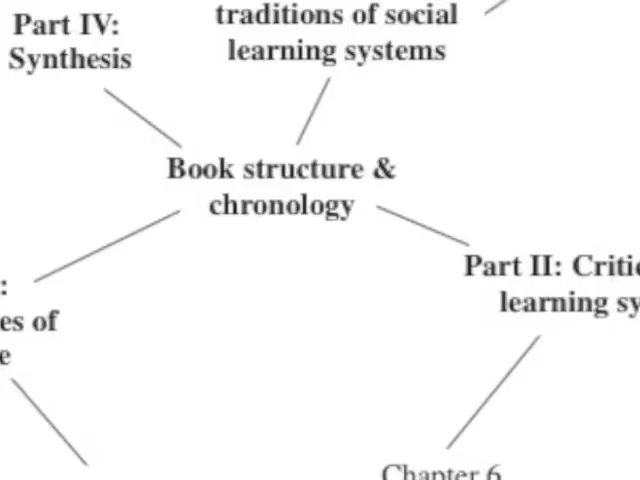 Part IV:
Synthesis
traditions of social
learning systems
Book structure &
chronology
:
es of
e
Part II: Critic
learning sy
Chapter 6